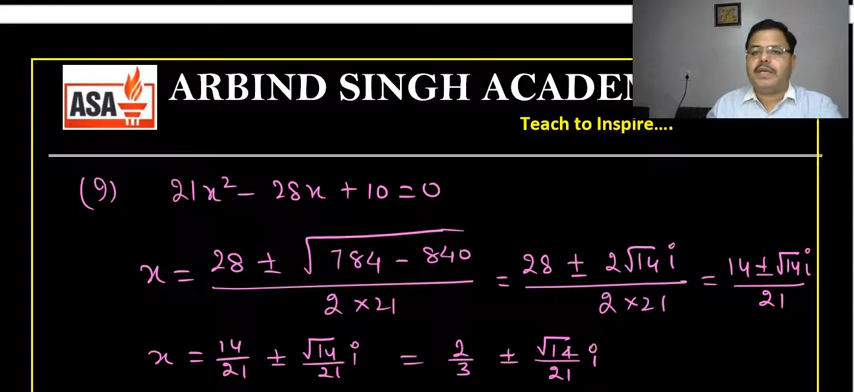 ASA
ARBIND SINGH ACADEM
Teach to Inspire....
(9) 21x² - 28x + 10 = 0
x = (28 ± √(784 - 840))/(2 × 21) = (28 ± 2√14 i)/(2 × 21) = (14 ± √14 i)/21
x = 14/21 ± √14/21 i = 2/3 ± √14/21 i